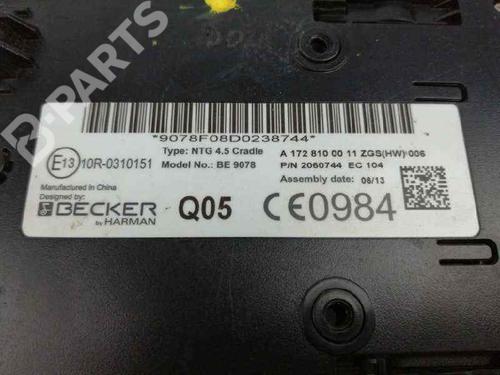 B-PARTS
*9078F08D0238744*
E13 10R-0310151
Type: NTG 4.5 Cradle
A 172 810 00 11 ZGS(HW) 006
Model No.: BE 9078
P/N 2060744 EC 104
Manufactured in China
Assembly date: 06/13
Designed by:
BECKER
by HARMAN
Q05
CE0984